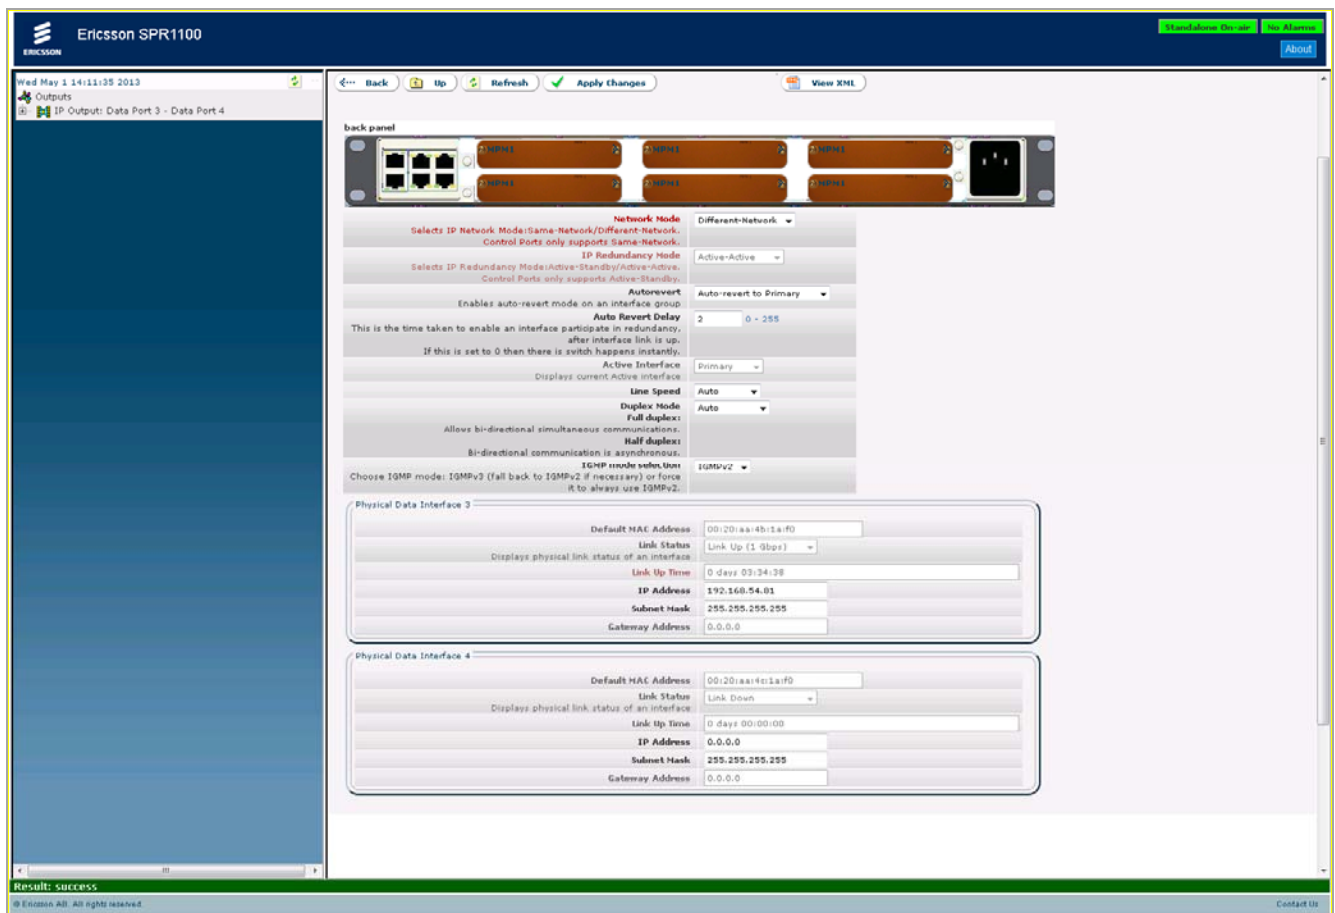 Ericsson SPR1100
Standalone On-air
No Alarms
ERICSSON
About
Wed May 1 14:11:35 2013
Outputs
IP Output: Data Port 3 - Data Port 4
Back
Up
Refresh
Apply Changes
View XML
back panel
NPM1
NPM1
NPM1
NPM1
NPM1
NPM1
Network Mode Different-Network
Selects IP Network Mode:Same-Network/Different-Network.
Control Ports only supports Same-Network.
IP Redundancy Mode Active-Active
Selects IP Redundancy Mode:Active-Standby/Active-Active.
Control Ports only supports Active-Standby.
Autorevert Auto-revert to Primary
Enables auto-revert mode on an interface group
Auto Revert Delay 2 0 - 255
This is the time taken to enable an interface participate in redundancy,
after interface link is up.
If this is set to 0 then there is switch happens instantly.
Active Interface Primary
Displays current Active interface
Line Speed Auto
Duplex Mode Auto
Full duplex:
Allows bi-directional simultaneous communications.
Half duplex:
Bi-directional communication is asynchronous.
IGMP mode selection IGMPv2
Choose IGMP mode: IGMPv3 (fall back to IGMPv2 if necessary) or force
it to always use IGMPv2.
Physical Data Interface 3
Default MAC Address 00:20:aa:4b:1a:f0
Link Status Link Up (1 Gbps)
Displays physical link status of an interface
Link Up Time 0 days 03:34:38
IP Address 192.168.54.81
Subnet Mask 255.255.255.255
Gateway Address 0.0.0.0
Physical Data Interface 4
Default MAC Address 00:20:aa:4c:1a:f0
Link Status Link Down
Displays physical link status of an interface
Link Up Time 0 days 00:00:00
IP Address 0.0.0.0
Subnet Mask 255.255.255.255
Gateway Address 0.0.0.0
Result: success
© Ericsson AB. All rights reserved.
Contact Us